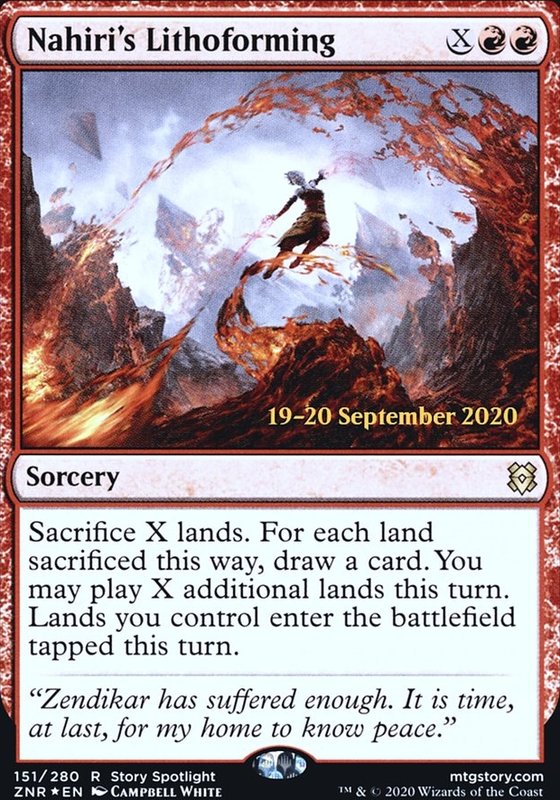 Nahiri's Lithoforming X
19–20 September 2020
Sorcery
Sacrifice X lands. For each land
sacrificed this way, draw a card. You
may play X additional lands this turn.
Lands you control enter the battlefield
tapped this turn.
“Zendikar has suffered enough. It is time,
at last, for my home to know peace.”
151/280 R Story Spotlight mtgstory.com
ZNR ★ EN CAMPBELL WHITE ™ & © 2020 Wizards of the Coast